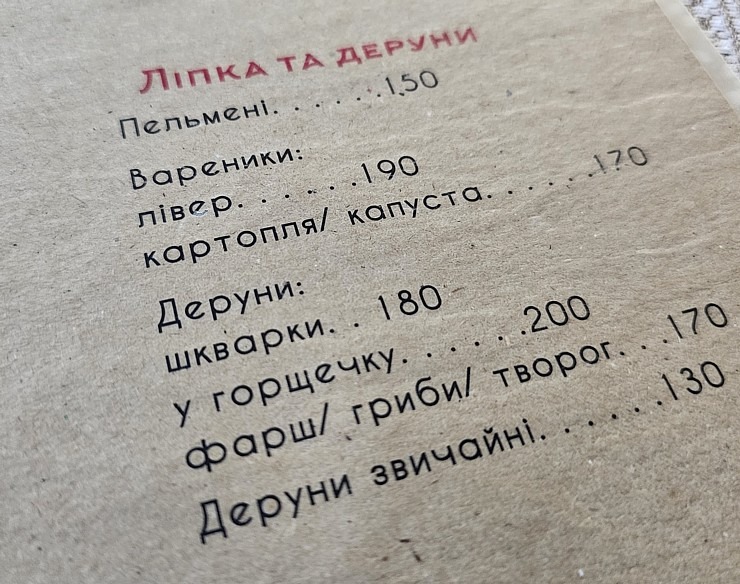 Ліпка та деруни
Пельмені. . . . . . .150
Вареники:
лівер. . . . . .190
картопля/ капуста. . . . . .170
Деруни:
шкварки. . 180
у горщечку. . . . . .200
фарш/ гриби/ творог. . .170
Деруни звичайні. . . . . .130